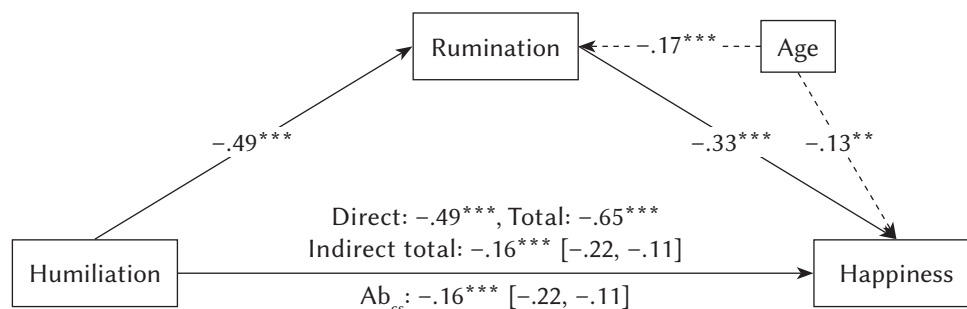 Rumination
Age
–.17***
–.49***
–.33***
–.13**
Direct: –.49***, Total: –.65***
Indirect total: –.16*** [–.22, –.11]
Humiliation
Happiness
Ab_cs: –.16*** [–.22, –.11]